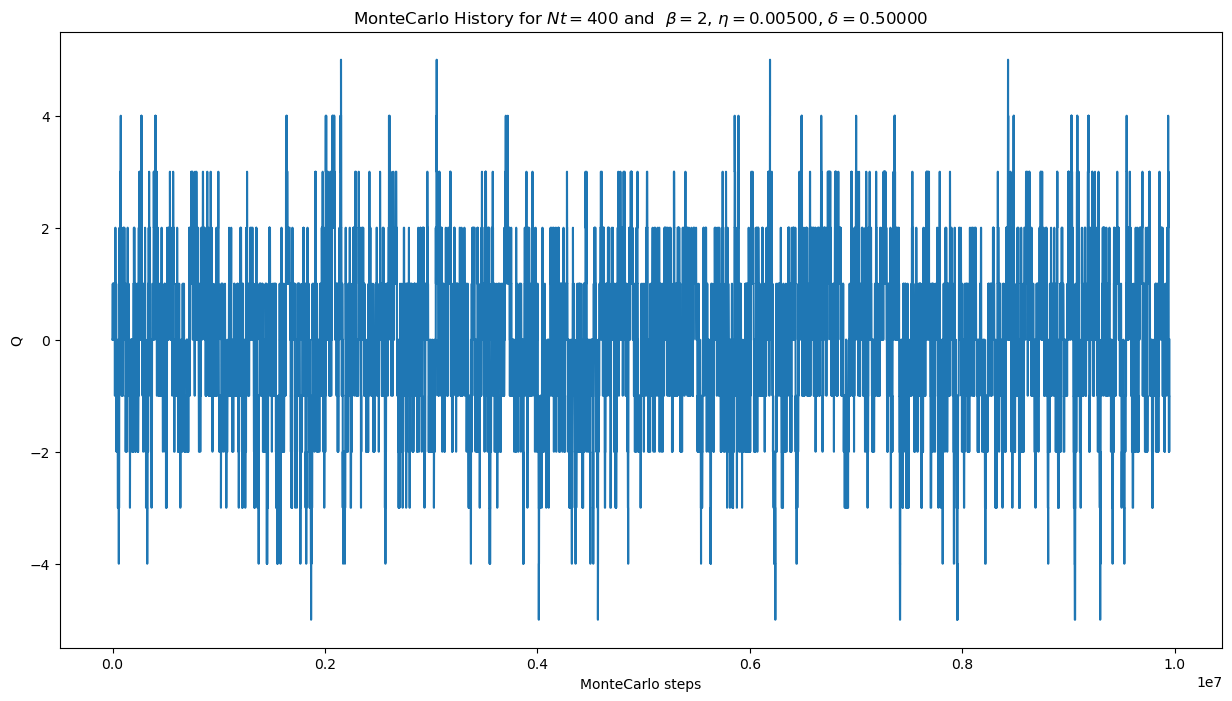 MonteCarlo History for Nt = 400 and β = 2, η = 0.00500, δ = 0.50000
4
2
0
−2
−4
Q
0.0 0.2 0.4 0.6 0.8 1.0
1e7
MonteCarlo steps